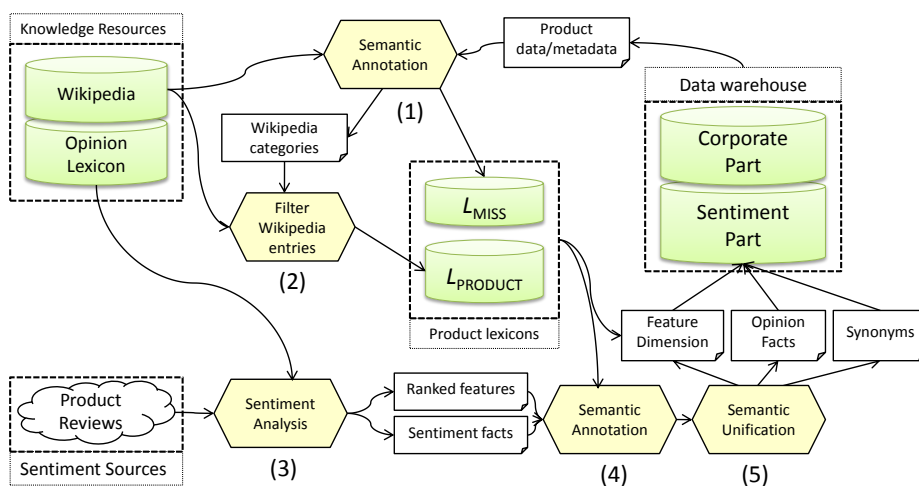 Knowledge Resources
Wikipedia
Opinion
Lexicon
Semantic
Annotation
(1)
Product
data/metadata
Data warehouse
Corporate
Part
Sentiment
Part
Wikipedia
categories
Filter
Wikipedia
entries
(2)
LMISS
LPRODUCT
Product lexicons
Feature
Dimension
Opinion
Facts
Synonyms
Product
Reviews
Sentiment Sources
Sentiment
Analysis
(3)
Ranked features
Sentiment facts
Semantic
Annotation
(4)
Semantic
Unification
(5)